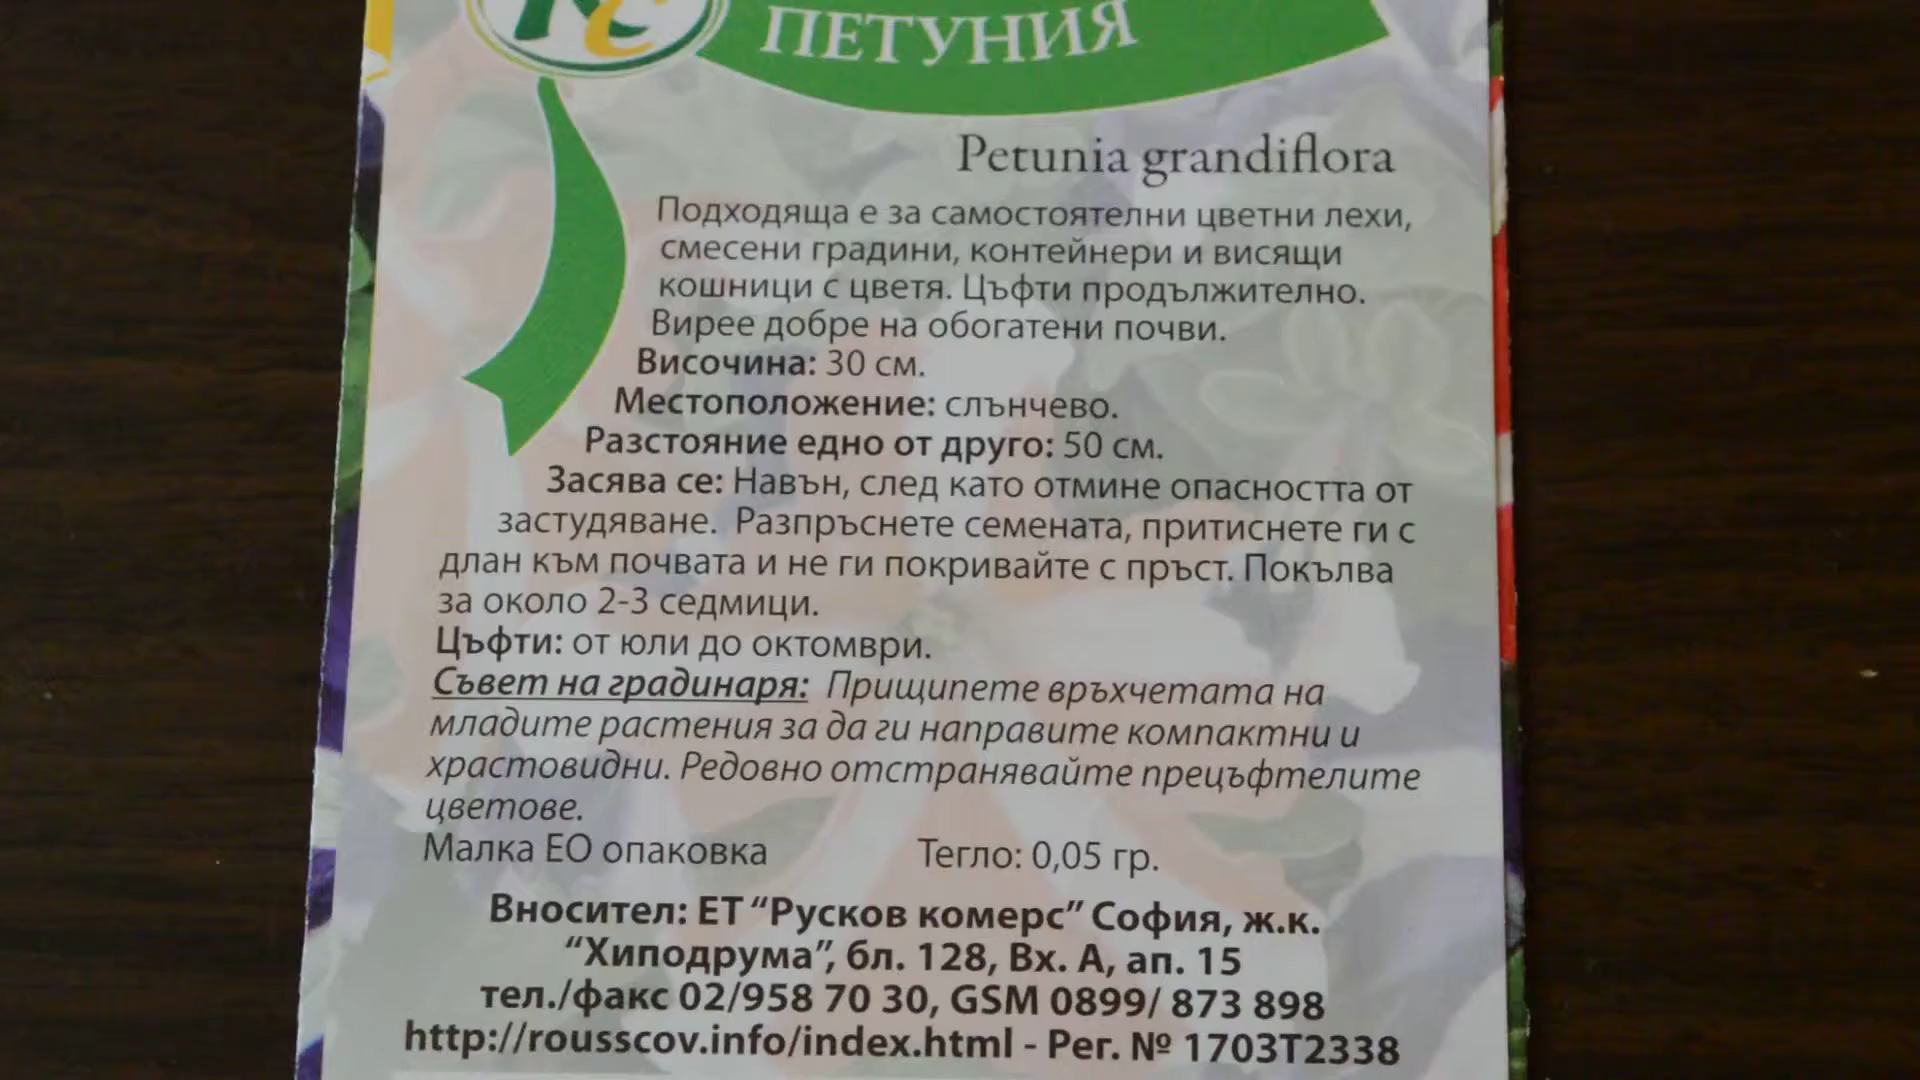 КС
ПЕТУНИЯ
Petunia grandiflora
Подходяща е за самостоятелни цветни лехи,
смесени градини, контейнери и висящи
кошници с цветя. Цъфти продължително.
Вирее добре на обогатени почви.
Височина: 30 см.
Местоположение: слънчево.
Разстояние едно от друго: 50 см.
Засява се: Навън, след като отмине опасността от
застудяване. Разпръснете семената, притиснете ги с
длан към почвата и не ги покривайте с пръст. Покълва
за около 2-3 седмици.
Цъфти: от юли до октомври.
Съвет на градинаря: Прищипете връхчетата на
младите растения за да ги направите компактни и
храстовидни. Редовно отстранявайте прецъфтелите
цветове.
Малка ЕО опаковка Тегло: 0,05 гр.
Вносител: ЕТ “Русков комерс” София, ж.к.
“Хиподрума”, бл. 128, Вх. А, ап. 15
тел./факс 02/958 70 30, GSM 0899/ 873 898
http://rousscov.info/index.html - Рег. № 1703Т2338